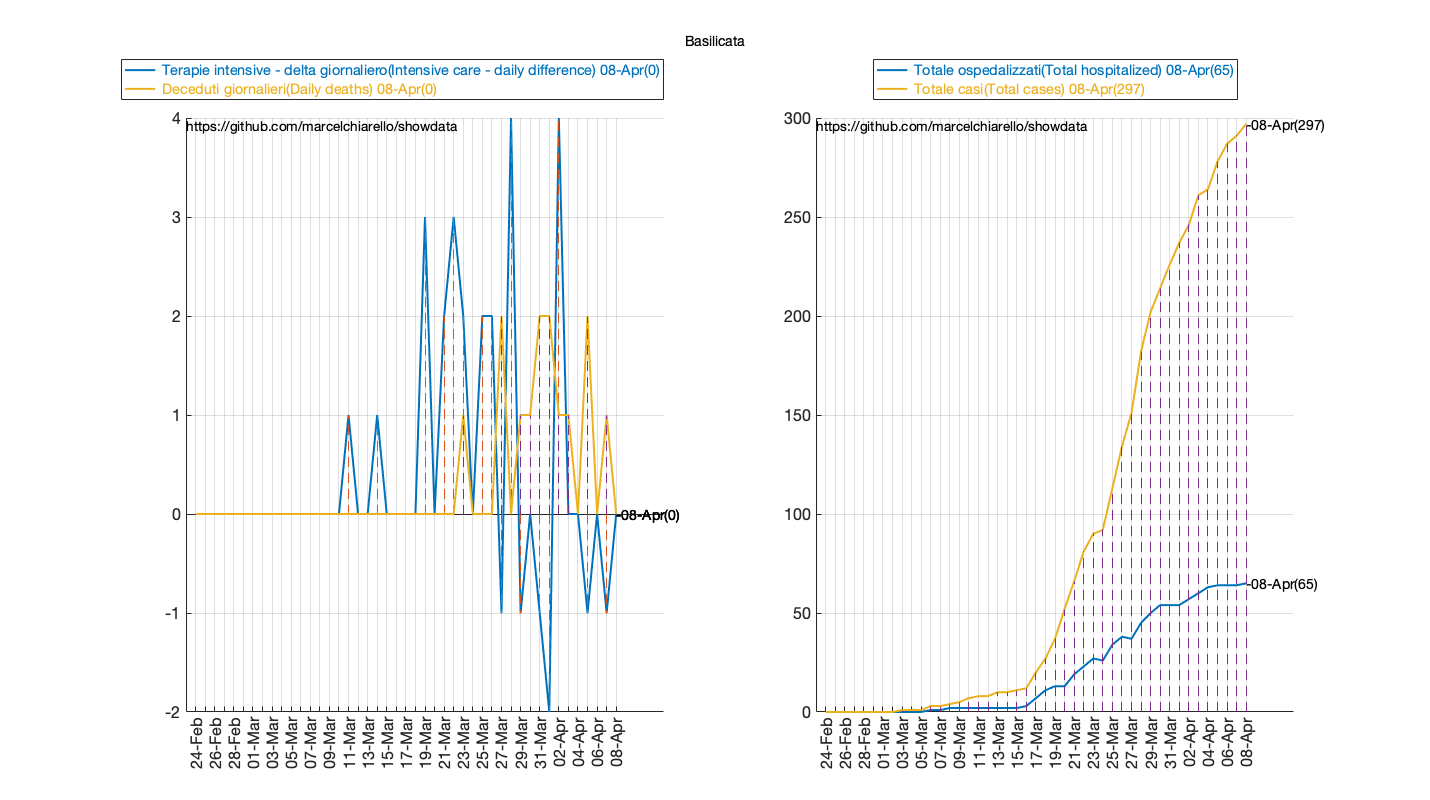 Basilicata
Terapie intensive - delta giornaliero(Intensive care - daily difference) 08-Apr(0)
Deceduti giornalieri(Daily deaths) 08-Apr(0)
https://github.com/marcelchiarello/showdata
4
3
2
1
0
-1
-2
-08-Apr(0)
24-Feb
26-Feb
28-Feb
01-Mar
03-Mar
05-Mar
07-Mar
09-Mar
11-Mar
13-Mar
15-Mar
17-Mar
19-Mar
21-Mar
23-Mar
25-Mar
27-Mar
29-Mar
31-Mar
02-Apr
04-Apr
06-Apr
08-Apr
Totale ospedalizzati(Total hospitalized) 08-Apr(65)
Totale casi(Total cases) 08-Apr(297)
https://github.com/marcelchiarello/showdata
300
250
200
150
100
50
0
-08-Apr(297)
-08-Apr(65)
24-Feb
26-Feb
28-Feb
01-Mar
03-Mar
05-Mar
07-Mar
09-Mar
11-Mar
13-Mar
15-Mar
17-Mar
19-Mar
21-Mar
23-Mar
25-Mar
27-Mar
29-Mar
31-Mar
02-Apr
04-Apr
06-Apr
08-Apr